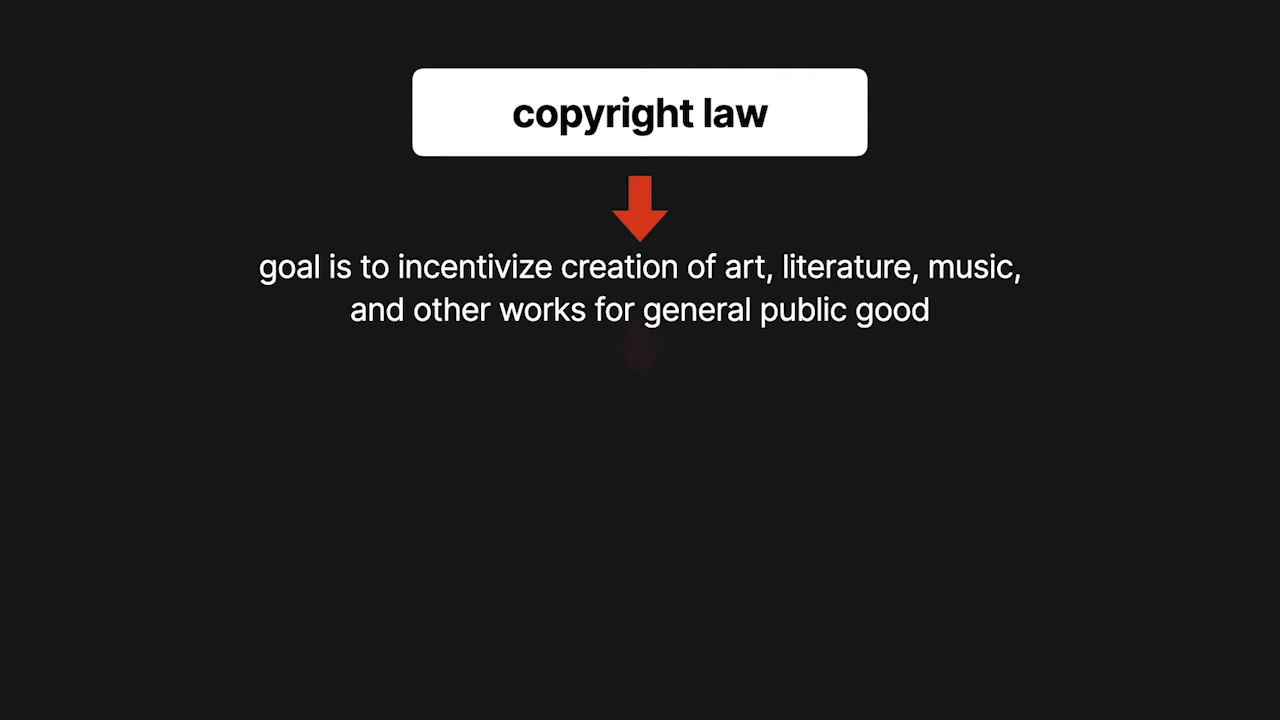 copyright law
goal is to incentivize creation of art, literature, music,
and other works for general public good